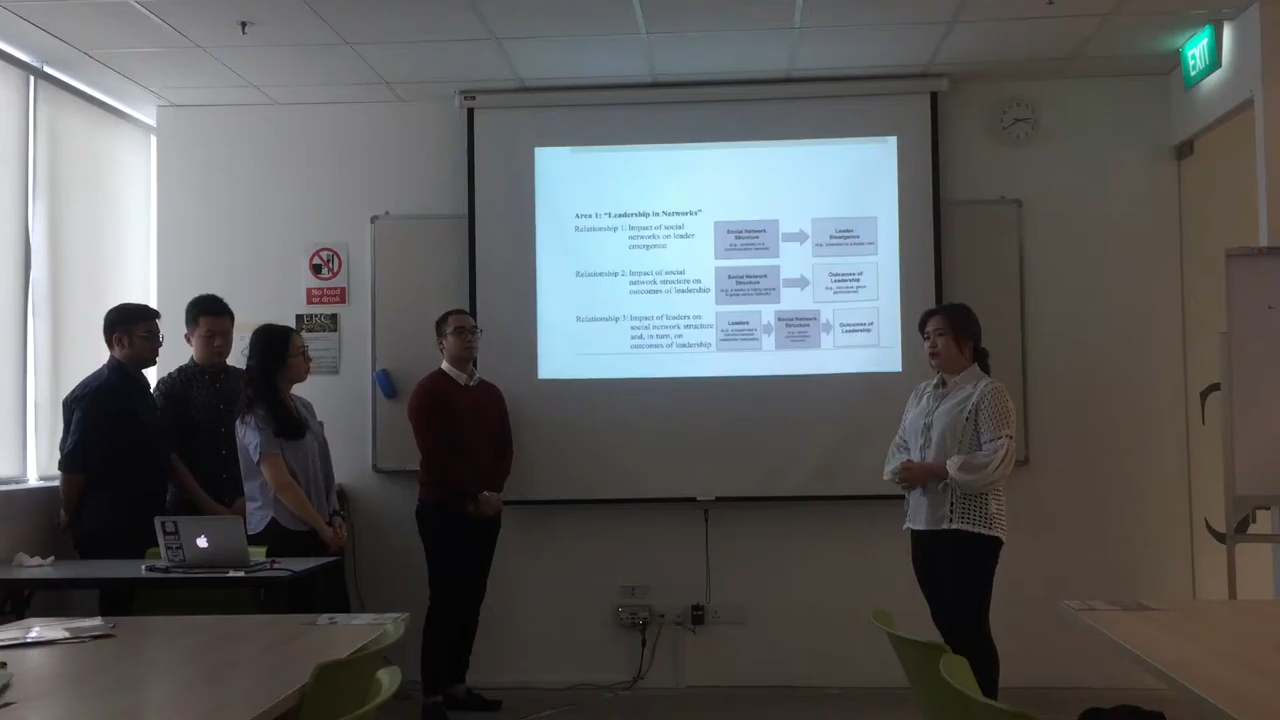 EXIT
Area 1: "Leadership in Networks"
Relationship 1: Impact of social
networks on leader
emergence
Social Network
Structure
Leader
Emergence
Relationship 2: Impact of social
network structure on
outcomes of leadership
Social Network
Structure
Outcomes of
Leadership
Relationship 3: Impact of leaders on
social network structure
and, in turn, on
outcomes of leadership
Leaders
Social Network
Structure
Outcomes of
Leadership
No food
or drink